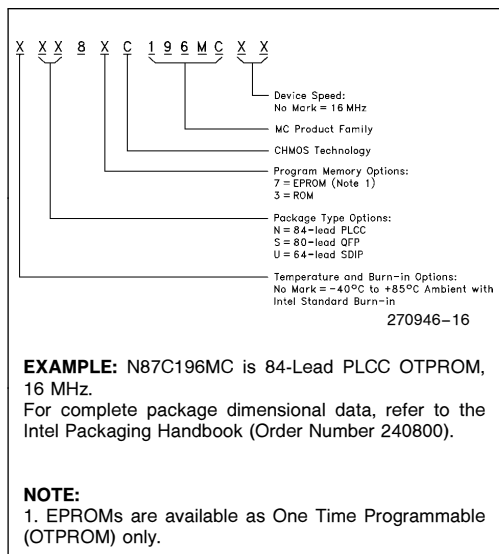 X XX 8 X C 196MC X X
Device Speed:
No Mark = 16 MHz
MC Product Family
CHMOS Technology
Program Memory Options:
7 = EPROM (Note 1)
3 = ROM
Package Type Options:
N = 84-lead PLCC
S = 80-lead QFP
U = 64-lead SDIP
Temperature and Burn-in Options:
No Mark = -40°C to +85°C Ambient with
Intel Standard Burn-in
270946-16
EXAMPLE: N87C196MC is 84-Lead PLCC OTPROM,
16 MHz.
For complete package dimensional data, refer to the
Intel Packaging Handbook (Order Number 240800).
NOTE:
1. EPROMs are available as One Time Programmable
(OTPROM) only.